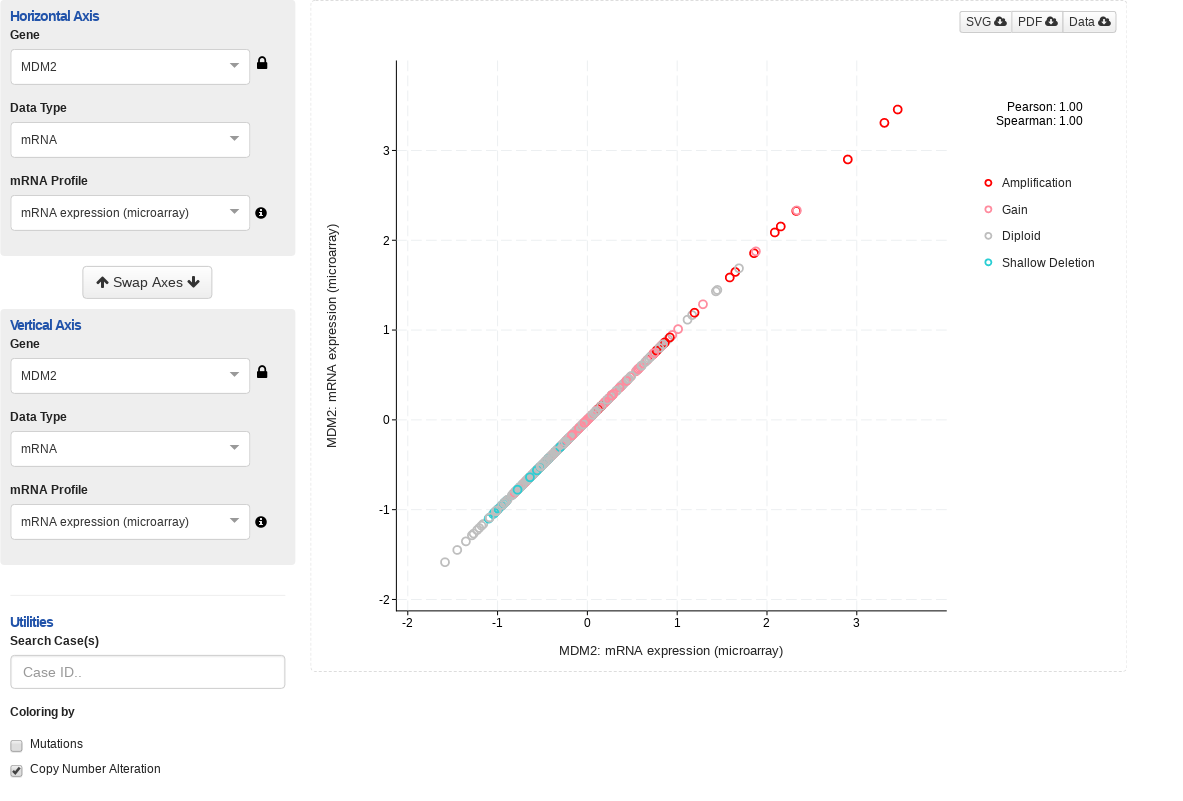 Horizontal Axis
Gene
MDM2
Data Type
mRNA
mRNA Profile
mRNA expression (microarray)
Swap Axes
Vertical Axis
Gene
MDM2
Data Type
mRNA
mRNA Profile
mRNA expression (microarray)
Utilities
Search Case(s)
Case ID..
Coloring by
Mutations
Copy Number Alteration
SVG PDF Data
Pearson: 1.00
Spearman: 1.00
Amplification
Gain
Diploid
Shallow Deletion
MDM2: mRNA expression (microarray)
3
2
1
0
-1
-2
-2 -1 0 1 2 3
MDM2: mRNA expression (microarray)